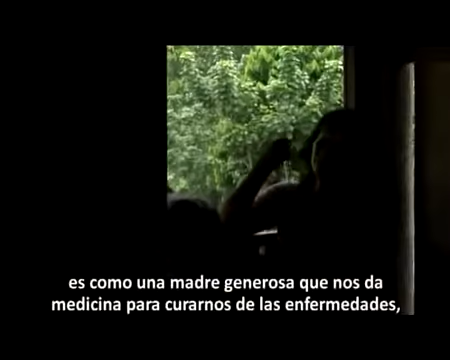 es como una madre generosa que nos da
medicina para curarnos de las enfermedades,